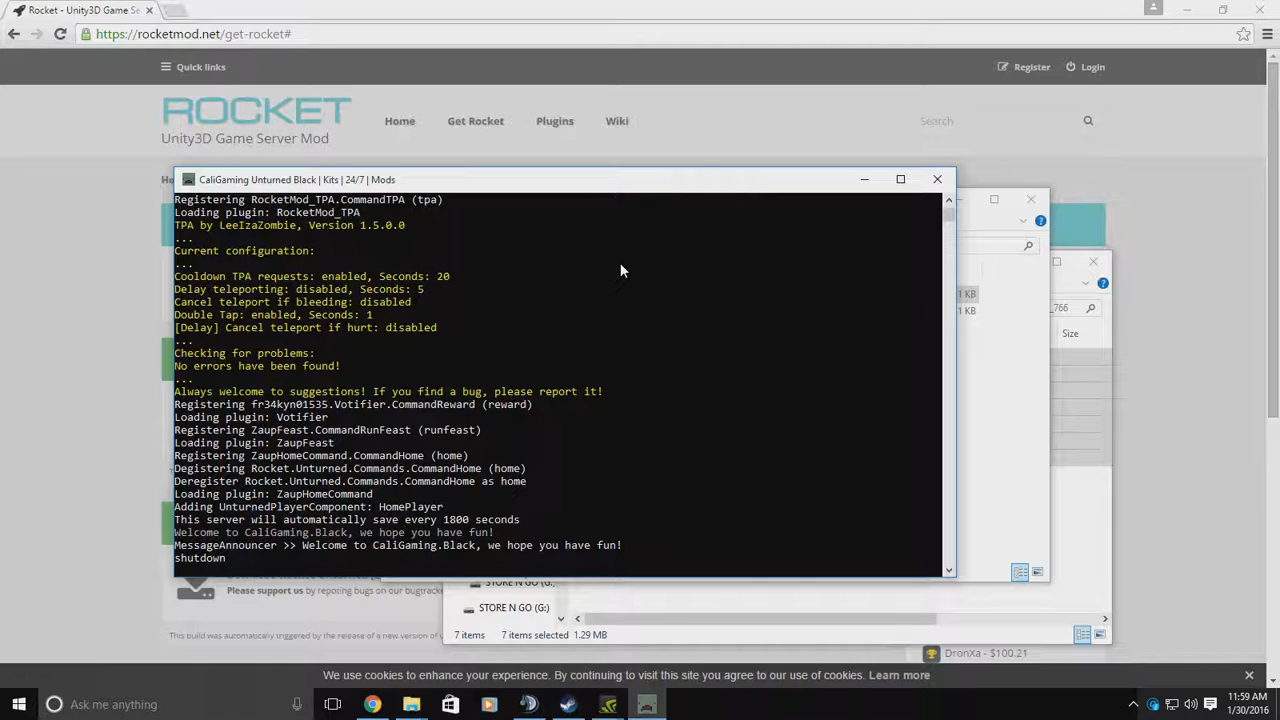 Rocket - Unity3D Game Se
https://rocketmod.net/get-rocket#
Quick links
Register
Login
ROCKET
Unity3D Game Server Mod
Home
Get Rocket
Plugins
Wiki
Search
CaliGaming Unturned Black | Kits | 24/7 | Mods
Registering RocketMod_TPA.CommandTPA (tpa)
Loading plugin: RocketMod_TPA
TPA by LeeIzaZombie, Version 1.5.0.0
...
Current configuration:
...
Cooldown TPA requests: enabled, Seconds: 20
Delay teleporting: disabled, Seconds: 5
Cancel teleport if bleeding: disabled
Double Tap: enabled, Seconds: 1
[Delay] Cancel teleport if hurt: disabled
...
Checking for problems:
No errors have been found!
...
Always welcome to suggestions! If you find a bug, please report it!
Registering fr34kyn01535.Votifier.CommandReward (reward)
Loading plugin: Votifier
Registering ZaupFeast.CommandRunFeast (runfeast)
Loading plugin: ZaupFeast
Registering ZaupHomeCommand.CommandHome (home)
Degistering Rocket.Unturned.Commands.CommandHome (home)
Deregister Rocket.Unturned.Commands.CommandHome as home
Loading plugin: ZaupHomeCommand
Adding UnturnedPlayerComponent: HomePlayer
This server will automatically save every 1800 seconds
Welcome to CaliGaming.Black, we hope you have fun!
MessageAnnouncer >> Welcome to CaliGaming.Black, we hope you have fun!
shutdown
1 KB
1 KB
_766
Size
STORE N GO (G:)
STORE N GO (G:)
7 items 7 items selected 1.29 MB
Please support us by repoting bugs on our bugtracke
This build was automatically triggered by the release of a new version of
DronXa - $100.21
We use cookies to enhance your experience. By continuing to visit this site you agree to our use of cookies. Learn more
Ask me anything
11:59 AM
1/30/2016